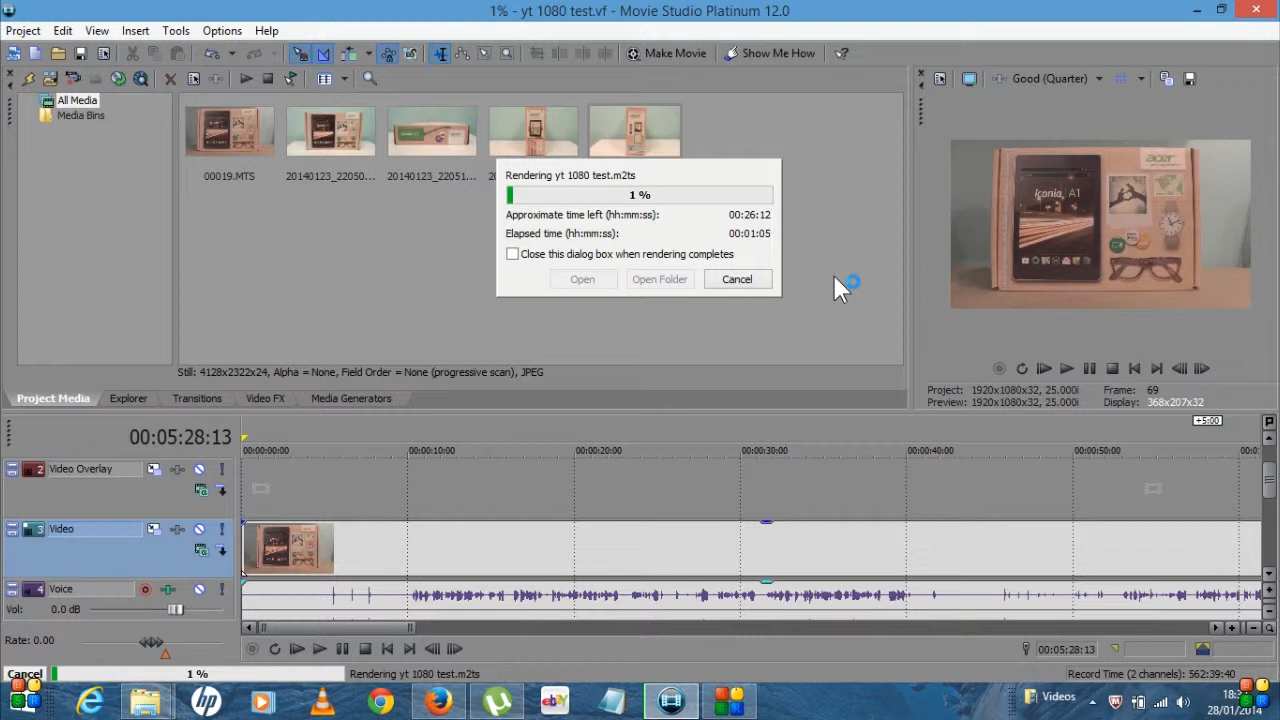 1% - yt 1080 test.vf - Movie Studio Platinum 12.0
Project Edit View Insert Tools Options Help
Make Movie Show Me How
All Media
Media Bins
Good (Quarter)
00019.MTS 20140123_22050... 20140123_22051...
Rendering yt 1080 test.m2ts
1 %
Approximate time left (hh:mm:ss): 00:26:12
Elapsed time (hh:mm:ss): 00:01:05
Close this dialog box when rendering completes
Open Open Folder Cancel
acer
Iconia A1
Still: 4128x2322x24, Alpha = None, Field Order = None (progressive scan), JPEG
Project Media Explorer Transitions Video FX Media Generators
Project: 1920x1080x32, 25.000i Frame: 69
Preview: 1920x1080x32, 25.000i Display: 368x207x32
+5:00
00:05:28:13
00:00:00:00 00:00:10:00 00:00:20:00 00:00:30:00 00:00:40:00 00:00:50:00
2 Video Overlay
3 Video
4 Voice
Vol: 0.0 dB
Rate: 0.00
00:05:28:13
Cancel 1 % Rendering yt 1080 test.m2ts Record Time (2 channels): 562:39:40
Videos
28/01/2014